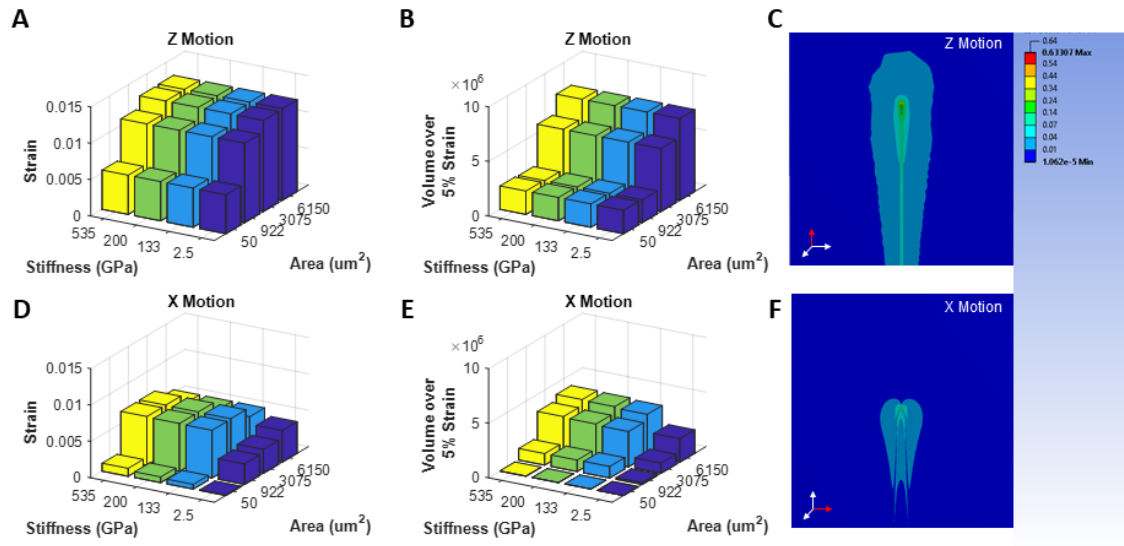 A
Z Motion
Strain
0.015
0.01
0.005
0
535
200
133
2.5
50
922
3075
6150
Stiffness (GPa)
Area (um²)
B
Z Motion
× 10⁶
Volume over
5% Strain
10
5
0
535
200
133
2.5
50
922
3075
6150
Stiffness (GPa)
Area (um²)
C
Z Motion
0.64
0.63307 Max
0.54
0.44
0.34
0.24
0.14
0.07
0.04
0.01
1.062e-5 Min
D
X Motion
Strain
0.015
0.01
0.005
0
535
200
133
2.5
50
922
3075
6150
Stiffness (GPa)
Area (um²)
E
X Motion
× 10⁶
Volume over
5% Strain
10
5
0
535
200
133
2.5
50
922
3075
6150
Stiffness (GPa)
Area (um²)
F
X Motion